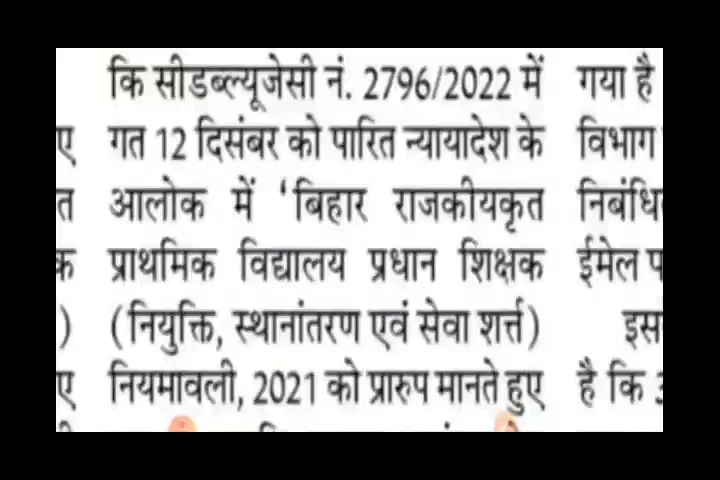 कि सीडब्ल्यूजेसी नं. 2796/2022 में
गत 12 दिसंबर को पारित न्यायादेश के
आलोक में 'बिहार राजकीयकृत
प्राथमिक विद्यालय प्रधान शिक्षक
(नियुक्ति, स्थानांतरण एवं सेवा शर्त्त)
नियमावली, 2021 को प्रारुप मानते हुए
गया है
विभाग
ईमेल
है कि